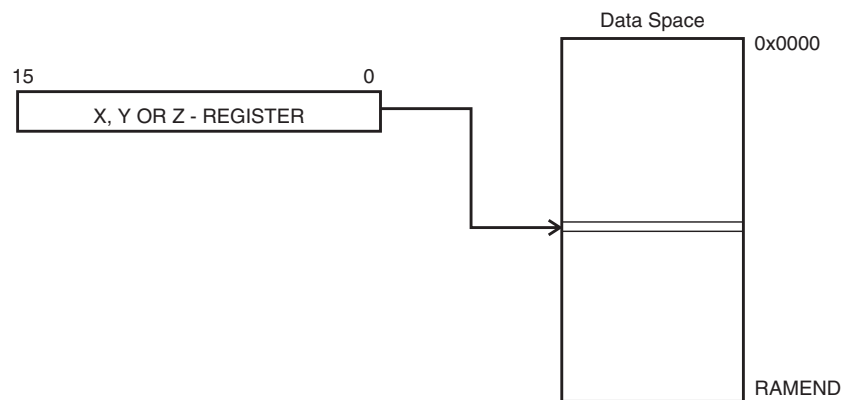 Data Space
0x0000
15 0
X, Y OR Z - REGISTER
RAMEND